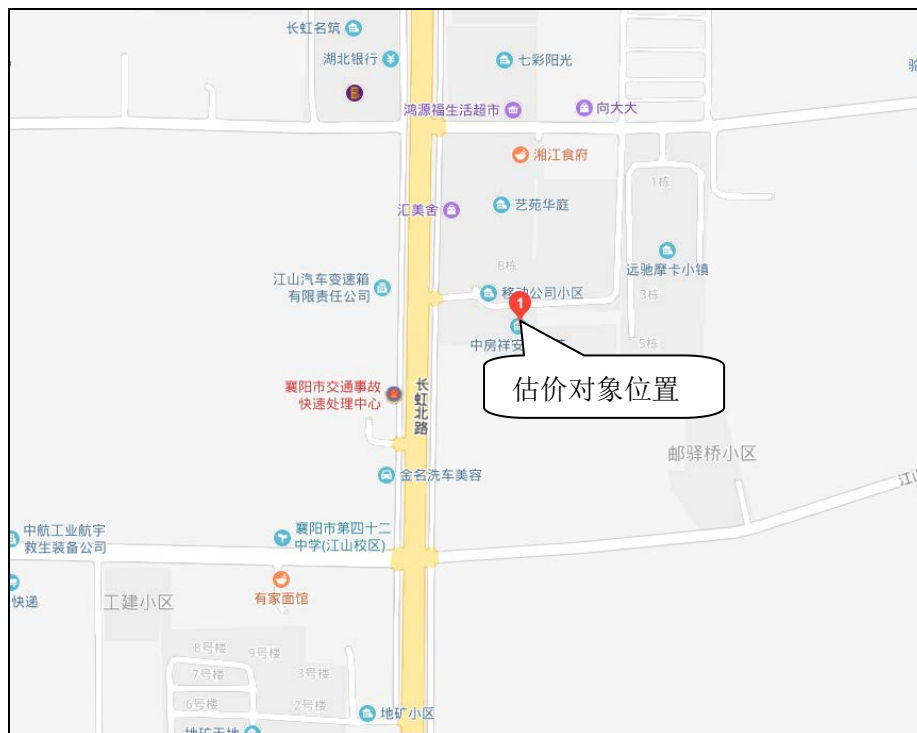 长虹名筑
湖北银行
七彩阳光
鸿源福生活超市
向大大
湘江食府
1栋
汇美舍
艺苑华庭
8栋
远驰摩卡小镇
江山汽车变速箱
有限责任公司
移动公司小区
3栋
1
中房祥安
5栋
估价对象位置
襄阳市交通事故
快速处理中心
长虹北路
邮驿桥小区
金名洗车美容
江山
中航工业航宇
救生装备公司
襄阳市第四十二
中学(江山校区)
快递
工建小区
有家面馆
8号楼
9号楼
7号楼
3号楼
6号楼
2号楼
地矿小区